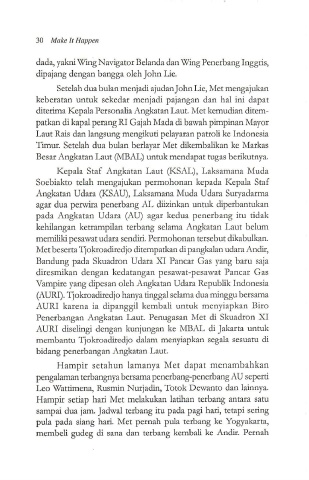 30 Make It Happen
dada, yakni Wing Navigator Belanda dan Wing Penerbang Inggris,
dipajang dengan bangga oleh John Lie.
Setelah dua bulan menjadi ajudan John Lie, Met mengajukan
keberatan untuk sekedar menjadi pajangan dan hal ini dapat
diterima Kepala Personalia Angkatan Laut. Met kemudian ditem-
patkan di kapal perang RI Gajah Mada di bawah pimpinan Mayor
Laut Rais dan langsung mengikuti pelayaran patroli ke Indonesia
Timur. Setelah dua bulan berlayar Met dikembalikan ke Markas
Besar Angkatan Laut (MBAL) untuk mendapat tugas berikutnya.
Kepala Staf Angkatan Laut (KSAL), Laksamana Muda
Soebiakto telah mengajukan permohonan kepada Kepala Staf
Angkatan Udara (KSAU), Laksamana Muda Udara Suryadarma
agar dua perwira penerbang AL diizinkan untuk diperbantukan
pada Angkatan Udara (AU) agar kedua penerbang itu tidak
kehilangan ketrampilan terbang selama Angkatan Laut belum
memiliki pesawat udara sendiri. Permohonan tersebut dikabulkan.
Met beserta Tjokroadiredjo ditempatkan di pangkalan udara Andir,
Bandung pada Skuadron Udara XI Pancar Gas yang baru saja
diresmikan dengan kedatangan pesawat-pesawat Pancar Gas
Vampire yang dipesan oleh Angkatan Udara Republik Indonesia
(AURI). Tjokroadiredjo hanya tinggal selama dua minggu bersama
AURI karena ia dipanggil kembali untuk menyiapkan Biro
Penerbangan Angkatan Laut. Penugasan Met di Skuadron XI
AURI diselingi dengan kunjungan ke MBAL di Jakarta untuk
membantu Tjokroadiredjo dalam menyiapkan segala sesuatu di
bidang penerbangan Angkatan Laut.
Hampir setahun lamanya Met dapat menambahkan
pengalaman terbangnya bersama penerbang-penerbang AU seperti
Leo Wattimena, Rusmin Nurjadin, Totok Dewanto dan lainnya.
Hampir setiap hari Met melakukan latihan terbang antara satu
sampai dua jam. Jadwal terbang itu pada pagi hari, tetapi sering
pula pada siang hari. Met pernah pula terbang ke Yogyakarta,
membeli gudeg di sana dan terbang kembali ke Andir. Pernah